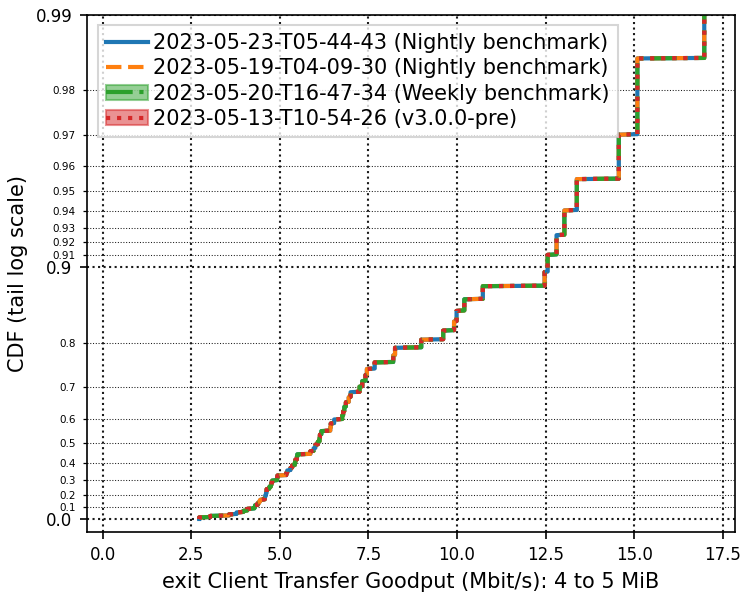 0.99
2023-05-23-T05-44-43 (Nightly benchmark)
2023-05-19-T04-09-30 (Nightly benchmark)
2023-05-20-T16-47-34 (Weekly benchmark)
2023-05-13-T10-54-26 (v3.0.0-pre)
0.98
0.97
0.96
0.95
0.94
0.93
0.92
0.91
0.9
0.8
0.7
0.6
0.5
0.4
0.3
0.2
0.1
0.0
CDF (tail log scale)
0.0 2.5 5.0 7.5 10.0 12.5 15.0 17.5
exit Client Transfer Goodput (Mbit/s): 4 to 5 MiB